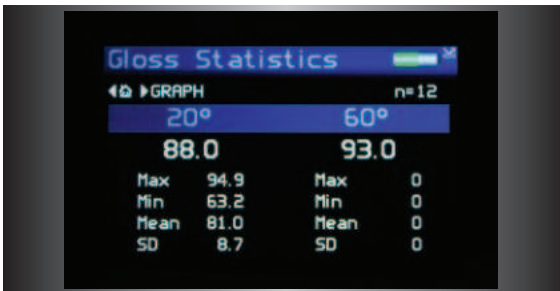 Gloss Statistics
GRAPH n=12
20° 60°
88.0 93.0
Max 94.9 Max 0
Min 63.2 Min 0
Mean 81.0 Mean 0
SD 8.7 SD 0